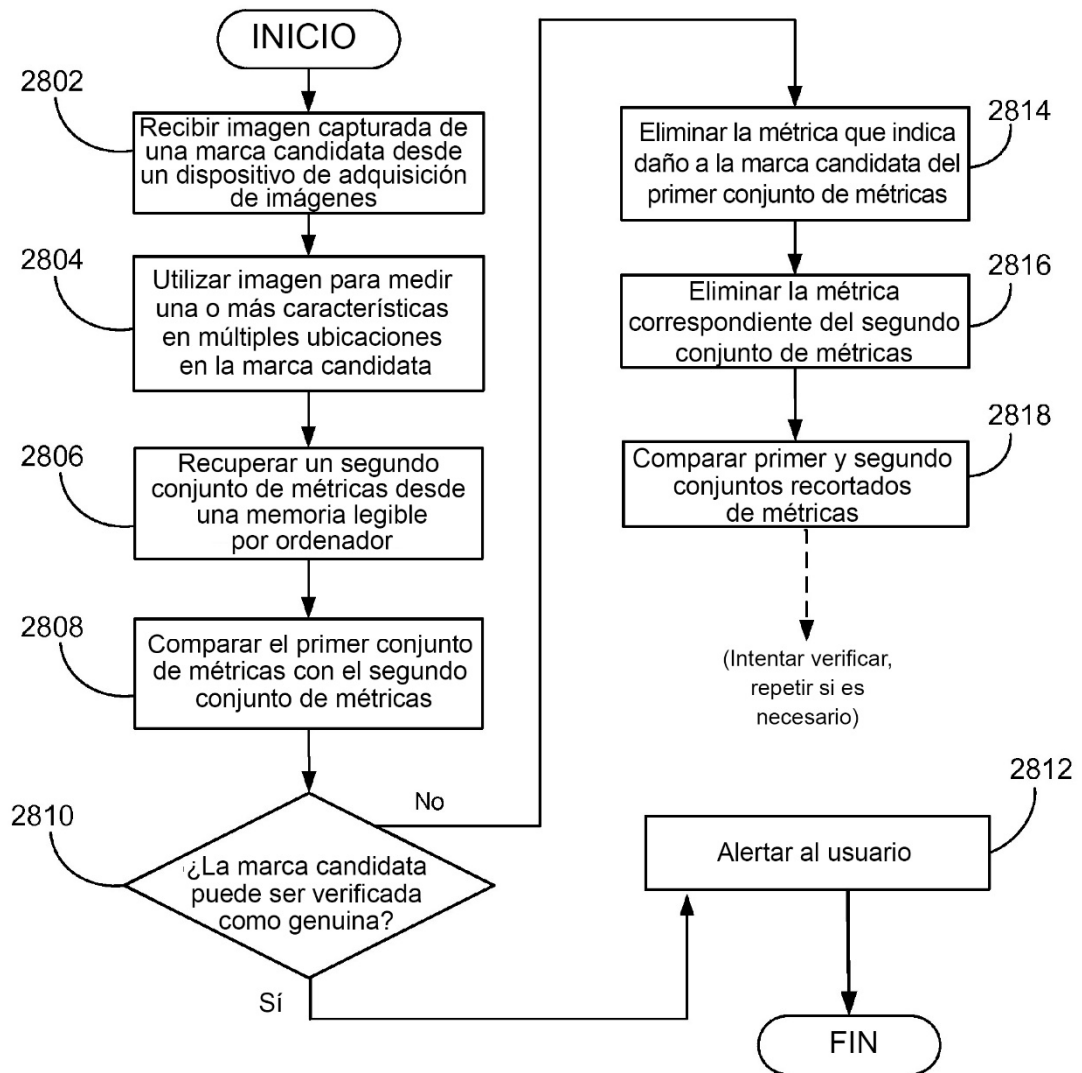 INICIO
2802
Recibir imagen capturada de
una marca candidata desde
un dispositivo de adquisición
de imágenes
2804
Utilizar imagen para medir
una o más características
en múltiples ubicaciones
en la marca candidata
2806
Recuperar un segundo
conjunto de métricas desde
una memoria legible
por ordenador
2808
Comparar el primer conjunto
de métricas con el segundo
conjunto de métricas
2810
¿La marca candidata
puede ser verificada
como genuina?
No
Sí
2814
Eliminar la métrica que indica
daño a la marca candidata del
primer conjunto de métricas
2816
Eliminar la métrica
correspondiente del segundo
conjunto de métricas
2818
Comparar primer y segundo
conjuntos recortados
de métricas
(Intentar verificar,
repetir si es
necesario)
2812
Alertar al usuario
FIN